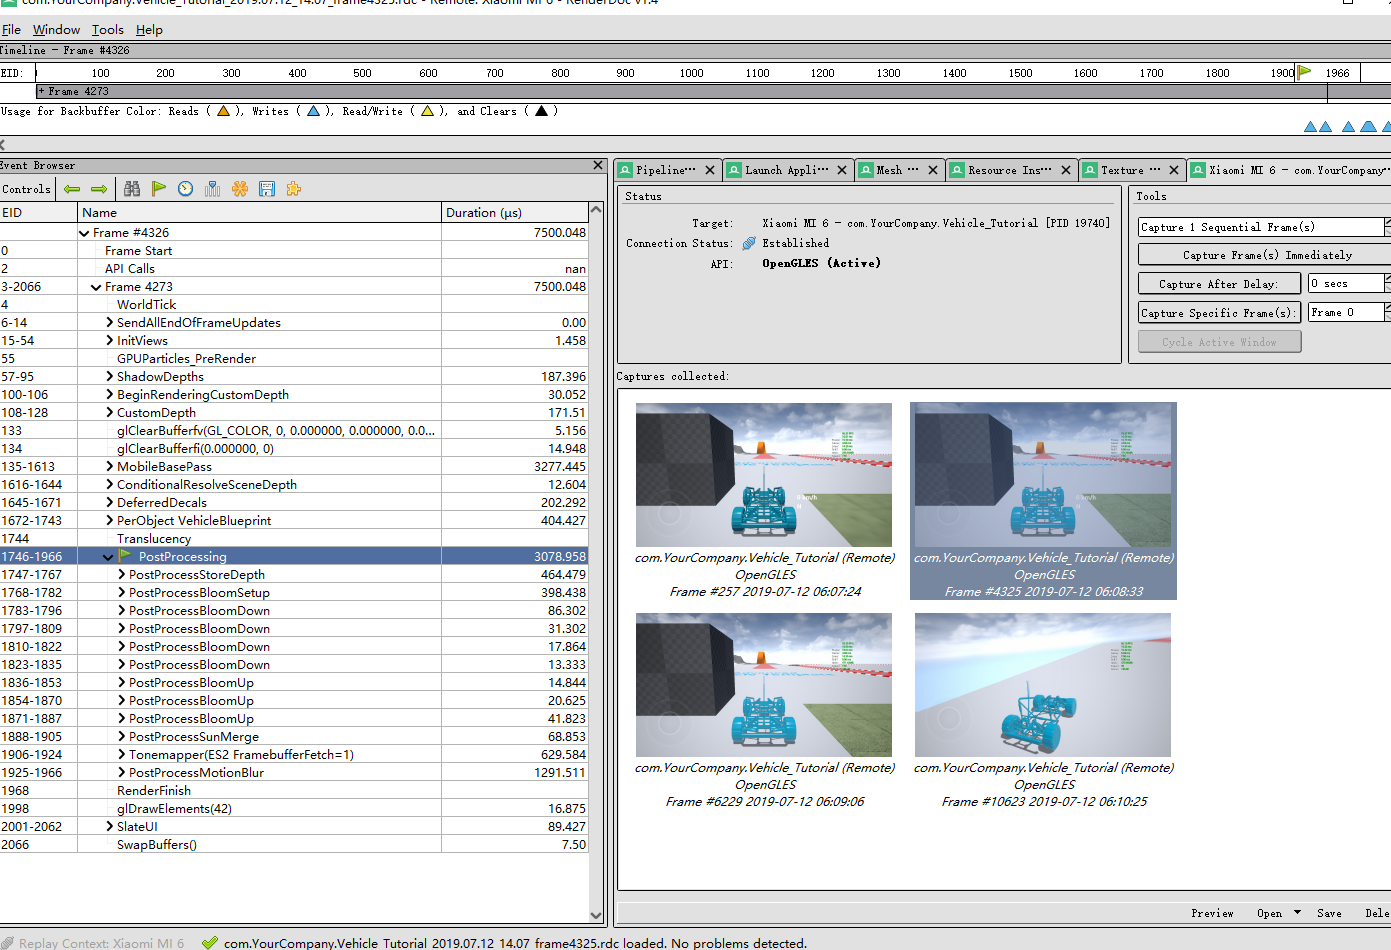 com.YourCompany.Vehicle_Tutorial_2019.07.12_14.07_frame4325.rdc - Remote: Xiaomi MI 6 - RenderDoc v1.4
File Window Tools Help
Timeline - Frame #4326
EID: 100 200 300 400 500 600 700 800 900 1000 1100 1200 1300 1400 1500 1600 1700 1800 1900 1966
+ Frame 4273
Usage for Backbuffer Color: Reads ( ), Writes ( ), Read/Write ( ), and Clears ( )
Event Browser
Controls
EID Name Duration (µs)
Frame #4326 7500.048
0 Frame Start
2 API Calls nan
3-2066 Frame 4273 7500.048
4 WorldTick
6-14 SendAllEndOfFrameUpdates 0.00
15-54 InitViews 1.458
55 GPUParticles_PreRender
57-95 ShadowDepths 187.396
100-106 BeginRenderingCustomDepth 30.052
108-128 CustomDepth 171.51
133 glClearBufferfv(GL_COLOR, 0, 0.000000, 0.000000, 0.0... 5.156
134 glClearBufferfi(0.000000, 0) 14.948
135-1613 MobileBasePass 3277.445
1616-1644 ConditionalResolveSceneDepth 12.604
1645-1671 DeferredDecals 202.292
1672-1743 PerObject VehicleBlueprint 404.427
1744 Translucency
1746-1966 PostProcessing 3078.958
1747-1767 PostProcessStoreDepth 464.479
1768-1782 PostProcessBloomSetup 398.438
1783-1796 PostProcessBloomDown 86.302
1797-1809 PostProcessBloomDown 31.302
1810-1822 PostProcessBloomDown 17.864
1823-1835 PostProcessBloomDown 13.333
1836-1853 PostProcessBloomUp 14.844
1854-1870 PostProcessBloomUp 20.625
1871-1887 PostProcessBloomUp 41.823
1888-1905 PostProcessSunMerge 68.853
1906-1924 Tonemapper(ES2 FramebufferFetch=1) 629.584
1925-1966 PostProcessMotionBlur 1291.511
1968 RenderFinish
1998 glDrawElements(42) 16.875
2001-2062 SlateUI 89.427
2066 SwapBuffers() 7.50
Pipeline... Launch Appli... Mesh ... Resource Ins... Texture ... Xiaomi MI 6 - com.YourCompany...
Status
Target: Xiaomi MI 6 - com.YourCompany.Vehicle_Tutorial [PID 19740]
Connection Status: Established
API: OpenGLES (Active)
Tools
Capture 1 Sequential Frame(s)
Capture Frame(s) Immediately
Capture After Delay: 0 secs
Capture Specific Frame(s): Frame 0
Cycle Active Window
Captures collected:
0 km/h
N
com.YourCompany.Vehicle_Tutorial (Remote)
OpenGLES
Frame #257 2019-07-12 06:07:24
com.YourCompany.Vehicle_Tutorial (Remote)
OpenGLES
Frame #4325 2019-07-12 06:08:33
com.YourCompany.Vehicle_Tutorial (Remote)
OpenGLES
Frame #6229 2019-07-12 06:09:06
com.YourCompany.Vehicle_Tutorial (Remote)
OpenGLES
Frame #10623 2019-07-12 06:10:25
Preview Open Save Dele
Replay Context: Xiaomi MI 6 com.YourCompany.Vehicle_Tutorial_2019.07.12_14.07_frame4325.rdc loaded. No problems detected.